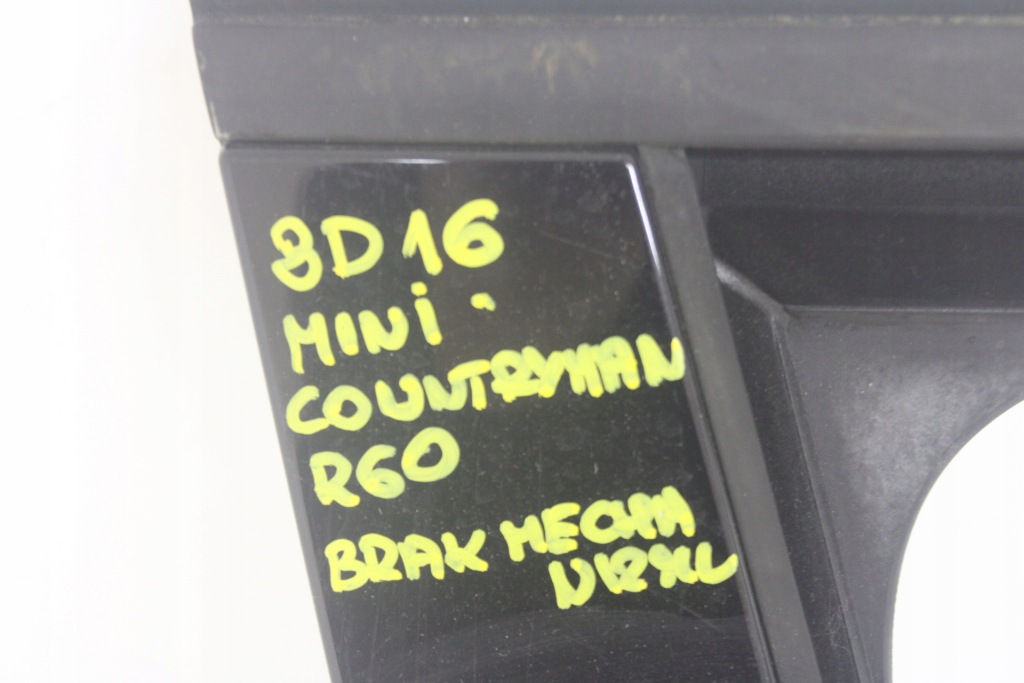 8D16
MINi
COUNTRYMAN
R60
BRAK MECHA